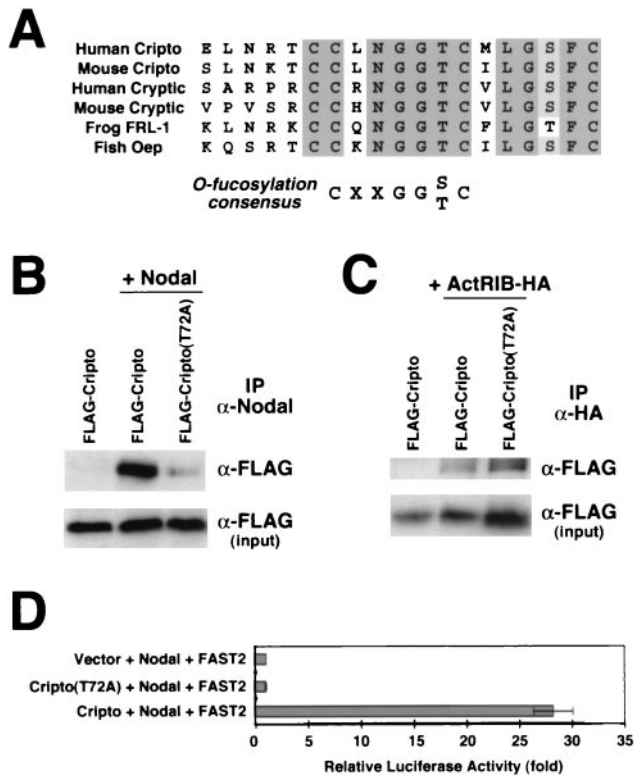 A
Human Cripto E L N R T C C L N G G T C M L G S F C
Mouse Cripto S L N K T C C L N G G T C I L G S F C
Human Cryptic S A R P R C C R N G G T C V L G S F C
Mouse Cryptic V P V S R C C H N G G T C V L G S F C
Frog FRL-1 K L N R K C C Q N G G T C F L G T F C
Fish Oep K Q S R T C C K N G G T C I L G S F C
O-fucosylation consensus C X X G G S/T C
B
+ Nodal
FLAG-Cripto
FLAG-Cripto
FLAG-Cripto(T72A)
IP
α-Nodal
α-FLAG
α-FLAG
(input)
C
+ ActRIB-HA
FLAG-Cripto
FLAG-Cripto
FLAG-Cripto(T72A)
IP
α-HA
α-FLAG
α-FLAG
(input)
D
Vector + Nodal + FAST2
Cripto(T72A) + Nodal + FAST2
Cripto + Nodal + FAST2
0 5 10 15 20 25 30 35
Relative Luciferase Activity (fold)